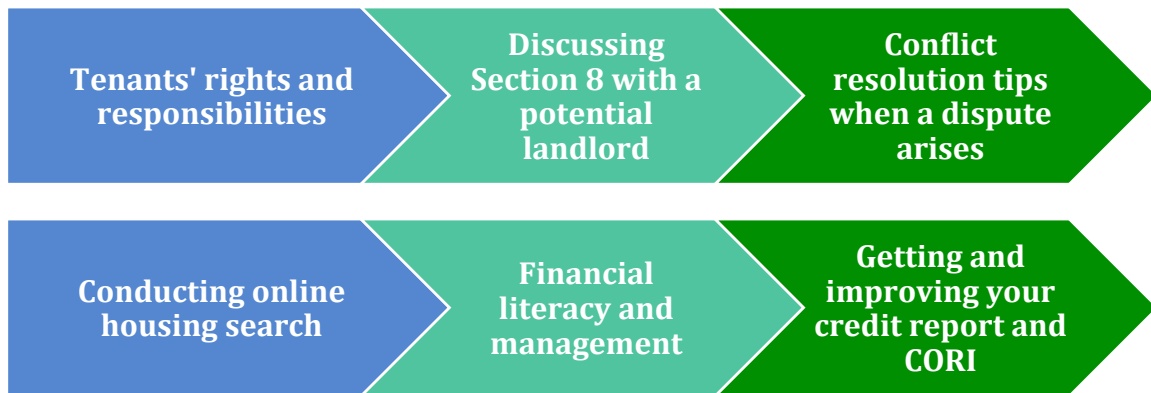 Tenants' rights and
responsibilities
Discussing
Section 8 with a
potential
landlord
Conflict
resolution tips
when a dispute
arises
Conducting online
housing search
Financial
literacy and
management
Getting and
improving your
credit report and
CORI